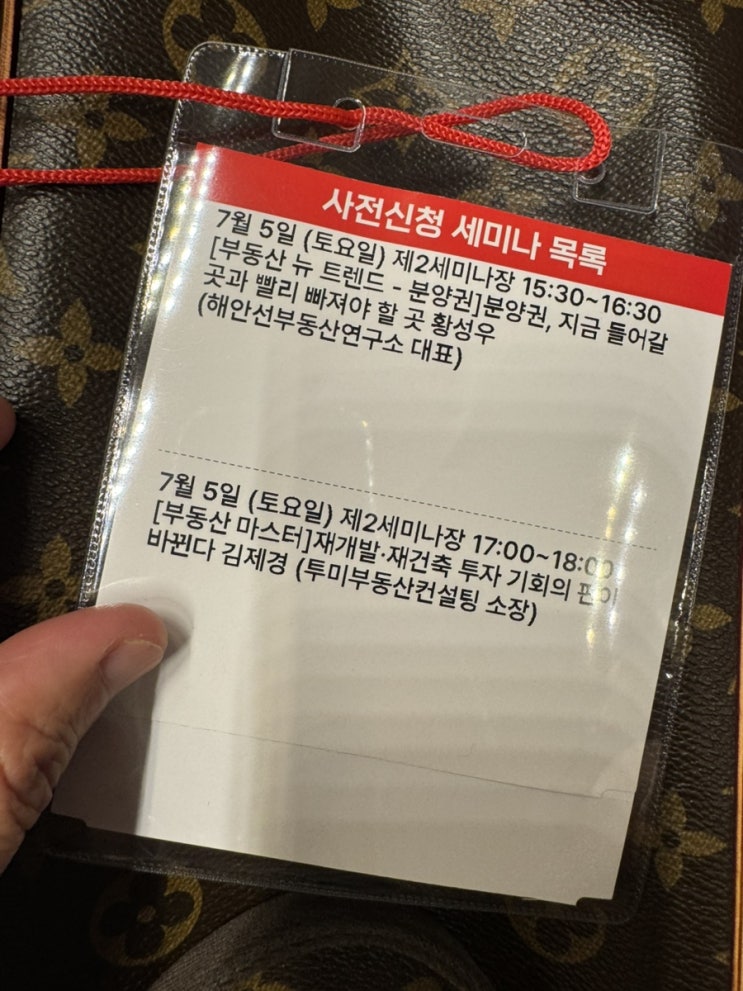 사전신청 세미나 목록
7월 5일 (토요일) 제2세미나장 15:30~16:30
[부동산 뉴 트렌드 - 분양권]분양권, 지금 들어갈
곳과 빨리 빠져야 할 곳 황성우
(해안선부동산연구소 대표)
7월 5일 (토요일) 제2세미나장 17:00~18:00
[부동산 마스터]재개발·재건축 투자 기회의 판이
바뀐다 김제경 (투미부동산컨설팅 소장)